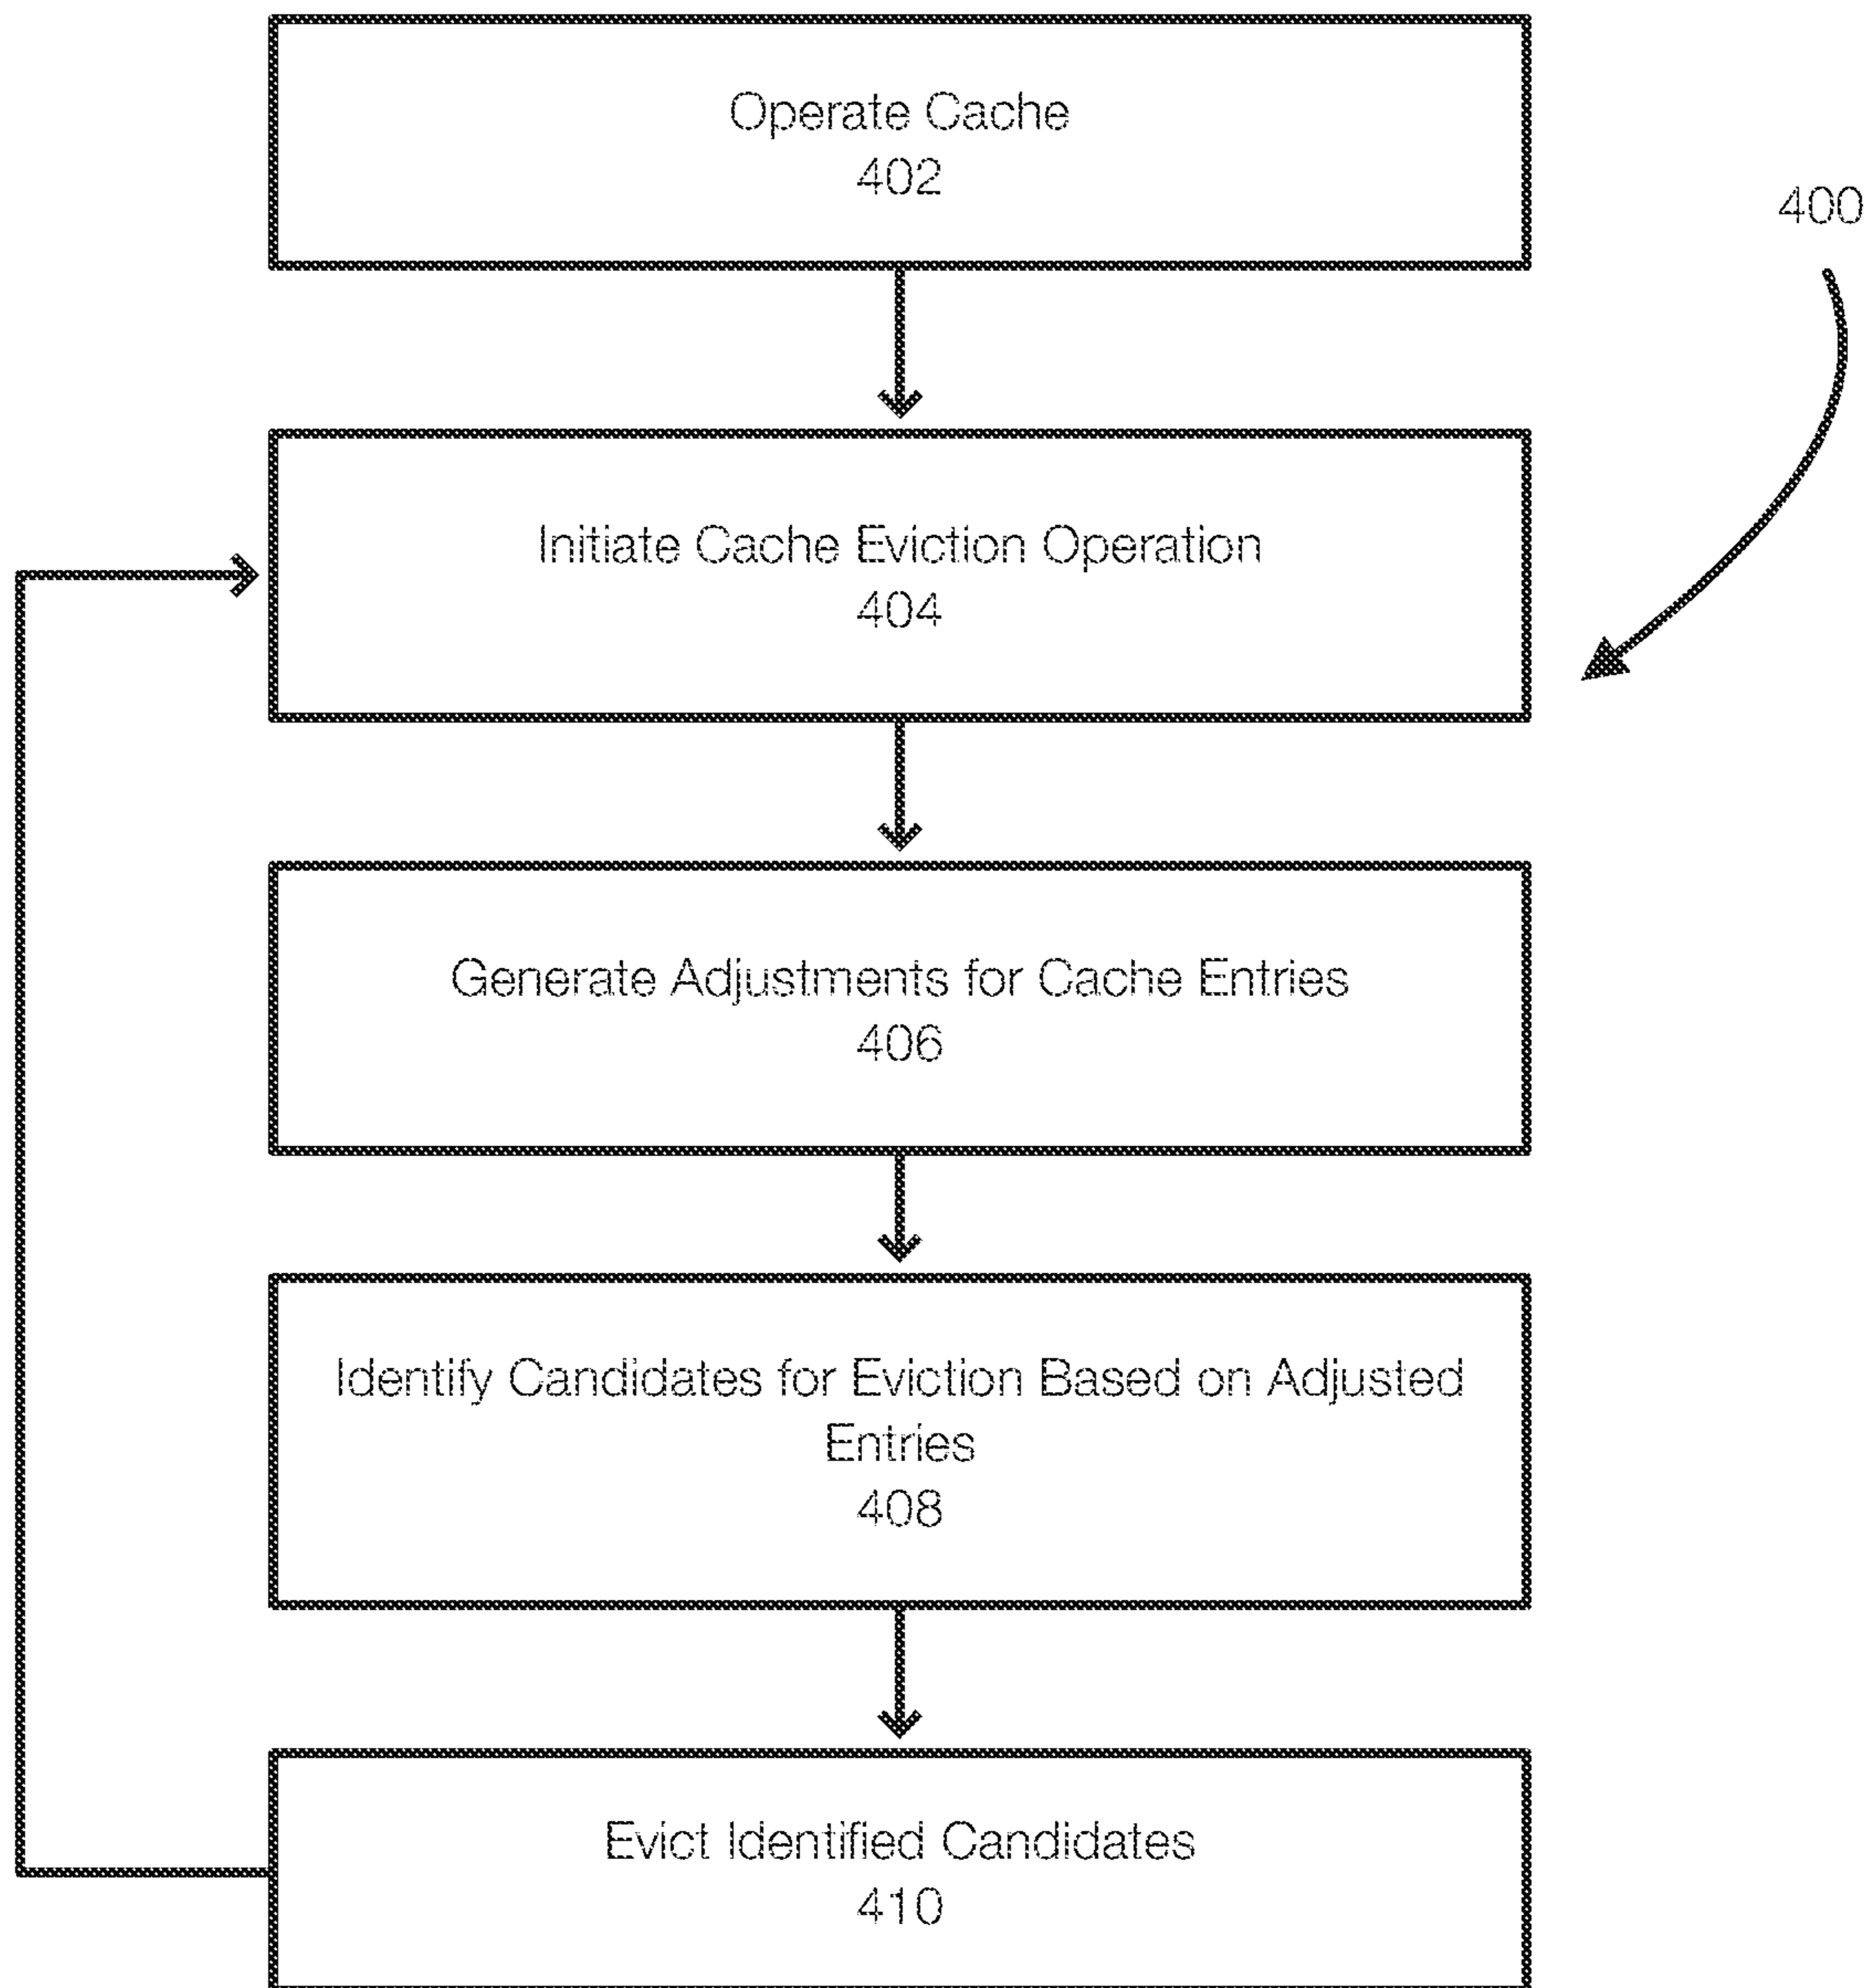 Operate Cache
402
400
Initiate Cache Eviction Operation
404
Generate Adjustments for Cache Entries
406
Identify Candidates for Eviction Based on Adjusted
Entries
408
Evict Identified Candidates
410